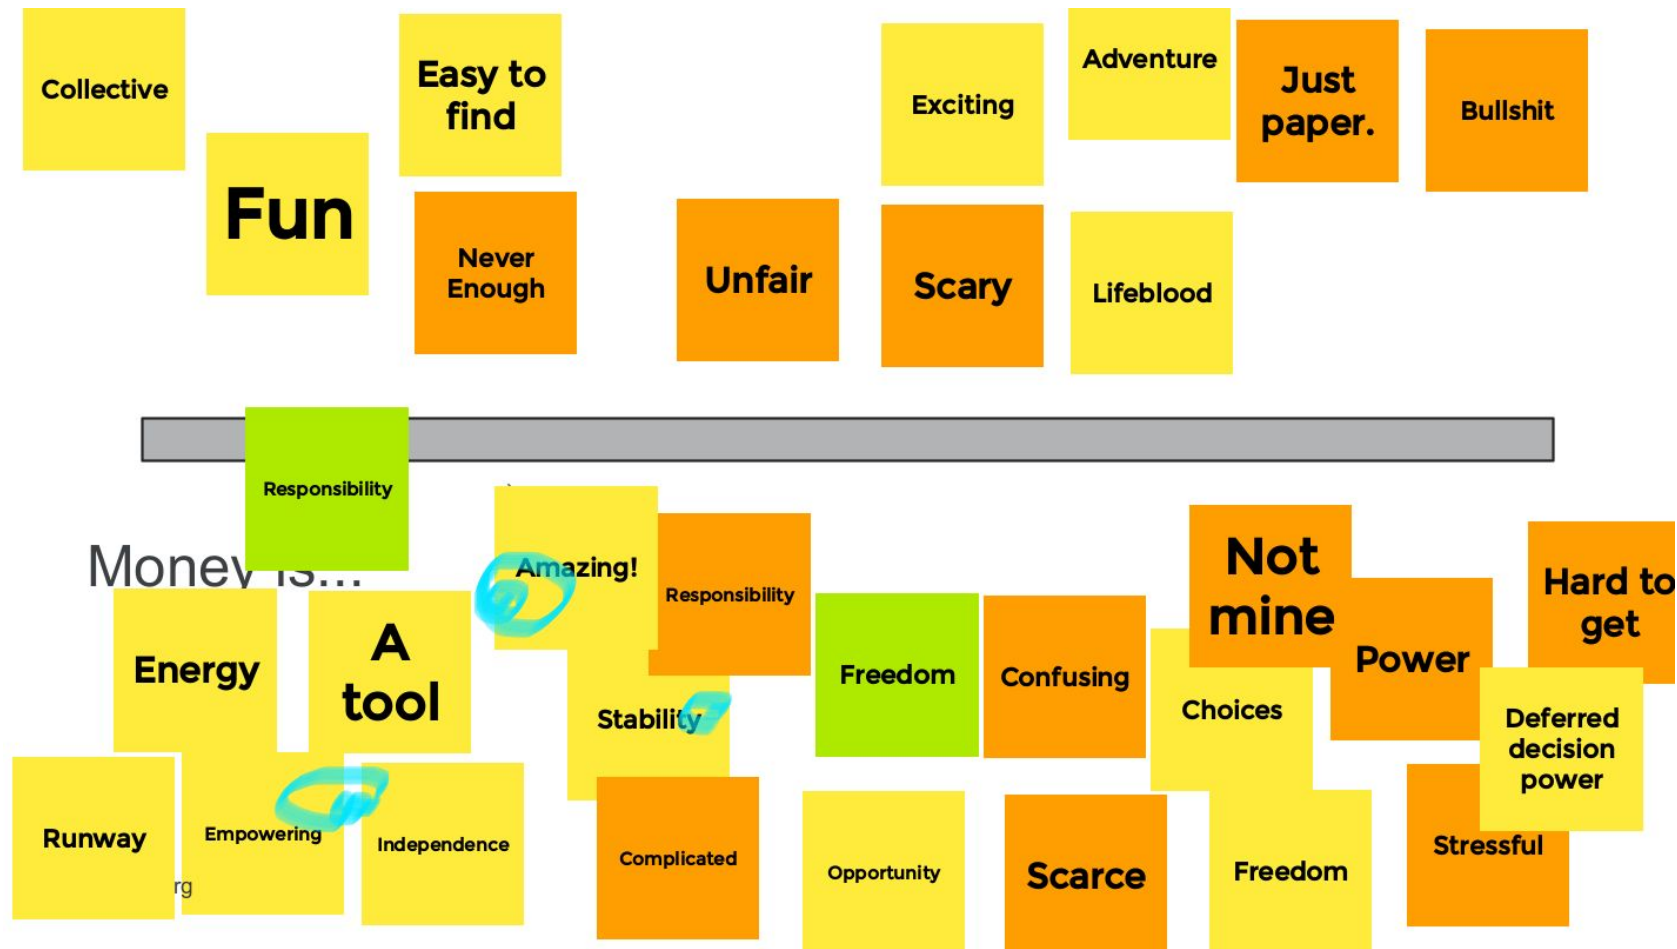 Collective
Easy to
find
Fun
Never
Enough
Unfair
Exciting
Scary
Adventure
Lifeblood
Just
paper.
Bullshit
Responsibility
Money is...
Energy
A
tool
Amazing!
Responsibility
Stability
Freedom
Confusing
Choices
Not
mine
Power
Hard to
get
Deferred
decision
power
Runway
Empowering
Independence
Complicated
Opportunity
Scarce
Freedom
Stressful
rg